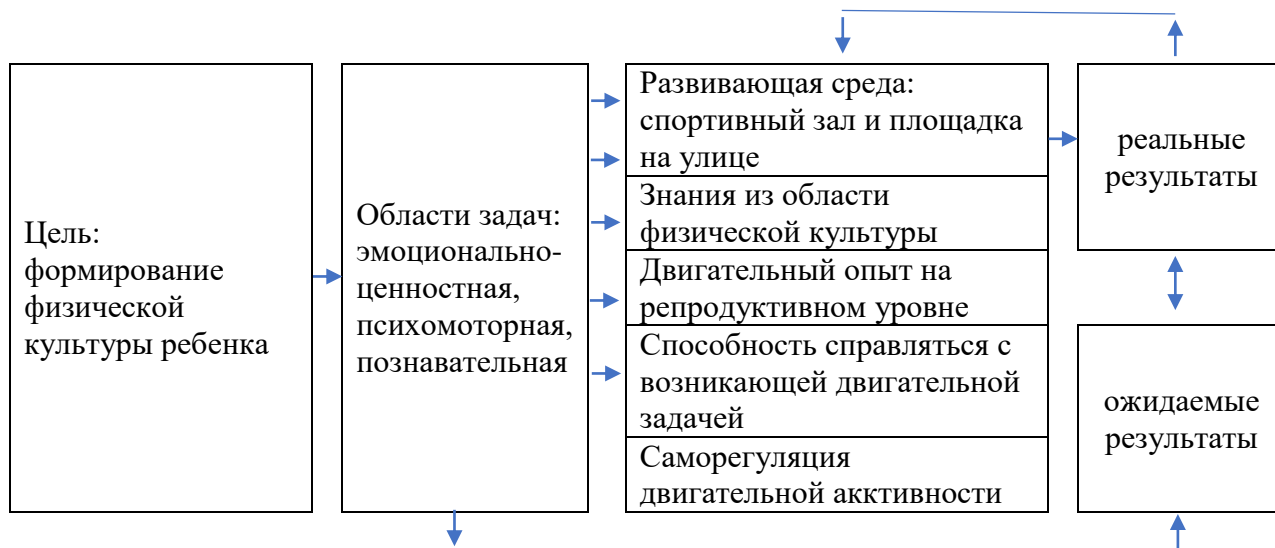 Цель:
формирование
физической
культуры ребенка
Области задач:
эмоционально-
ценностная,
психомоторная,
познавательная
Развивающая среда:
спортивный зал и площадка
на улице
Знания из области
физической культуры
Двигательный опыт на
репродуктивном уровне
Способность справляться с
возникающей двигательной
задачей
Саморегуляция
двигательной акктивности
реальные
результаты
ожидаемые
результаты